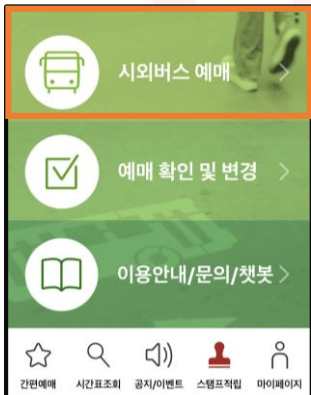 시외버스 예매
예매 확인 및 변경
이용안내/문의/챗봇
간편예매 시간표조회 공지/이벤트 스탬프적립 마이페이지